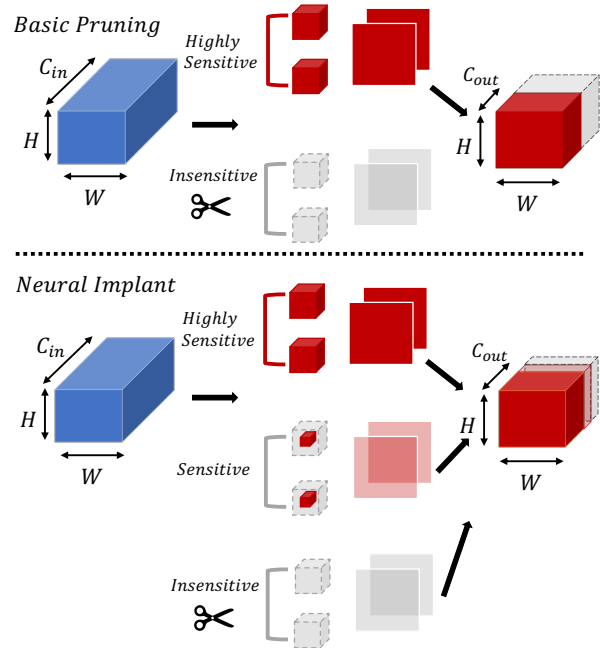 Basic Pruning
C_in
H
W
Highly
Sensitive
Insensitive
C_out
H
W
Neural Implant
C_in
H
W
Highly
Sensitive
Sensitive
Insensitive
C_out
H
W